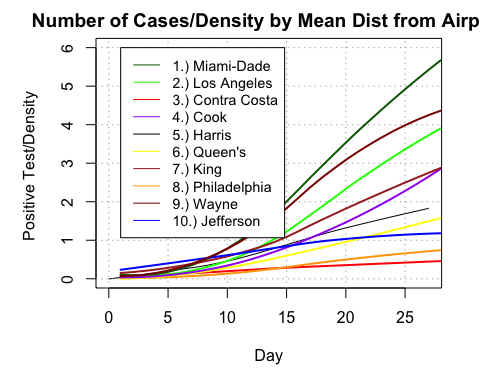 Number of Cases/Density by Mean Dist from Airp
Positive Test/Density
6
5
4
3
2
1
0
1.) Miami-Dade
2.) Los Angeles
3.) Contra Costa
4.) Cook
5.) Harris
6.) Queen's
7.) King
8.) Philadelphia
9.) Wayne
10.) Jefferson
0 5 10 15 20 25
Day